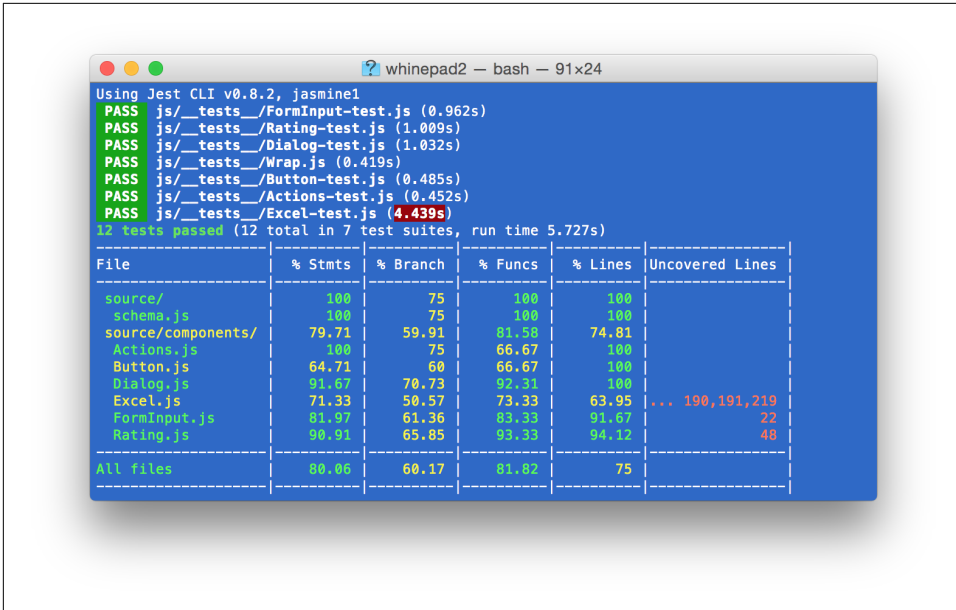 whinepad2 — bash — 91×24
Using Jest CLI v0.8.2, jasmine1
PASS js/__tests__/FormInput-test.js (0.962s)
PASS js/__tests__/Rating-test.js (1.009s)
PASS js/__tests__/Dialog-test.js (1.032s)
PASS js/__tests__/Wrap.js (0.419s)
PASS js/__tests__/Button-test.js (0.485s)
PASS js/__tests__/Actions-test.js (0.452s)
PASS js/__tests__/Excel-test.js (4.439s)
12 tests passed (12 total in 7 test suites, run time 5.727s)
File | % Stmts | % Branch | % Funcs | % Lines |Uncovered Lines |
source/ | 100 | 75 | 100 | 100 | |
schema.js | 100 | 75 | 100 | 100 | |
source/components/ | 79.71 | 59.91 | 81.58 | 74.81 | |
Actions.js | 100 | 75 | 66.67 | 100 | |
Button.js | 64.71 | 60 | 66.67 | 100 | |
Dialog.js | 91.67 | 70.73 | 92.31 | 100 | |
Excel.js | 71.33 | 50.57 | 73.33 | 63.95 |... 190,191,219 |
FormInput.js | 81.97 | 61.36 | 83.33 | 91.67 | 22 |
Rating.js | 90.91 | 65.85 | 93.33 | 94.12 | 48 |
All files | 80.06 | 60.17 | 81.82 | 75 | |